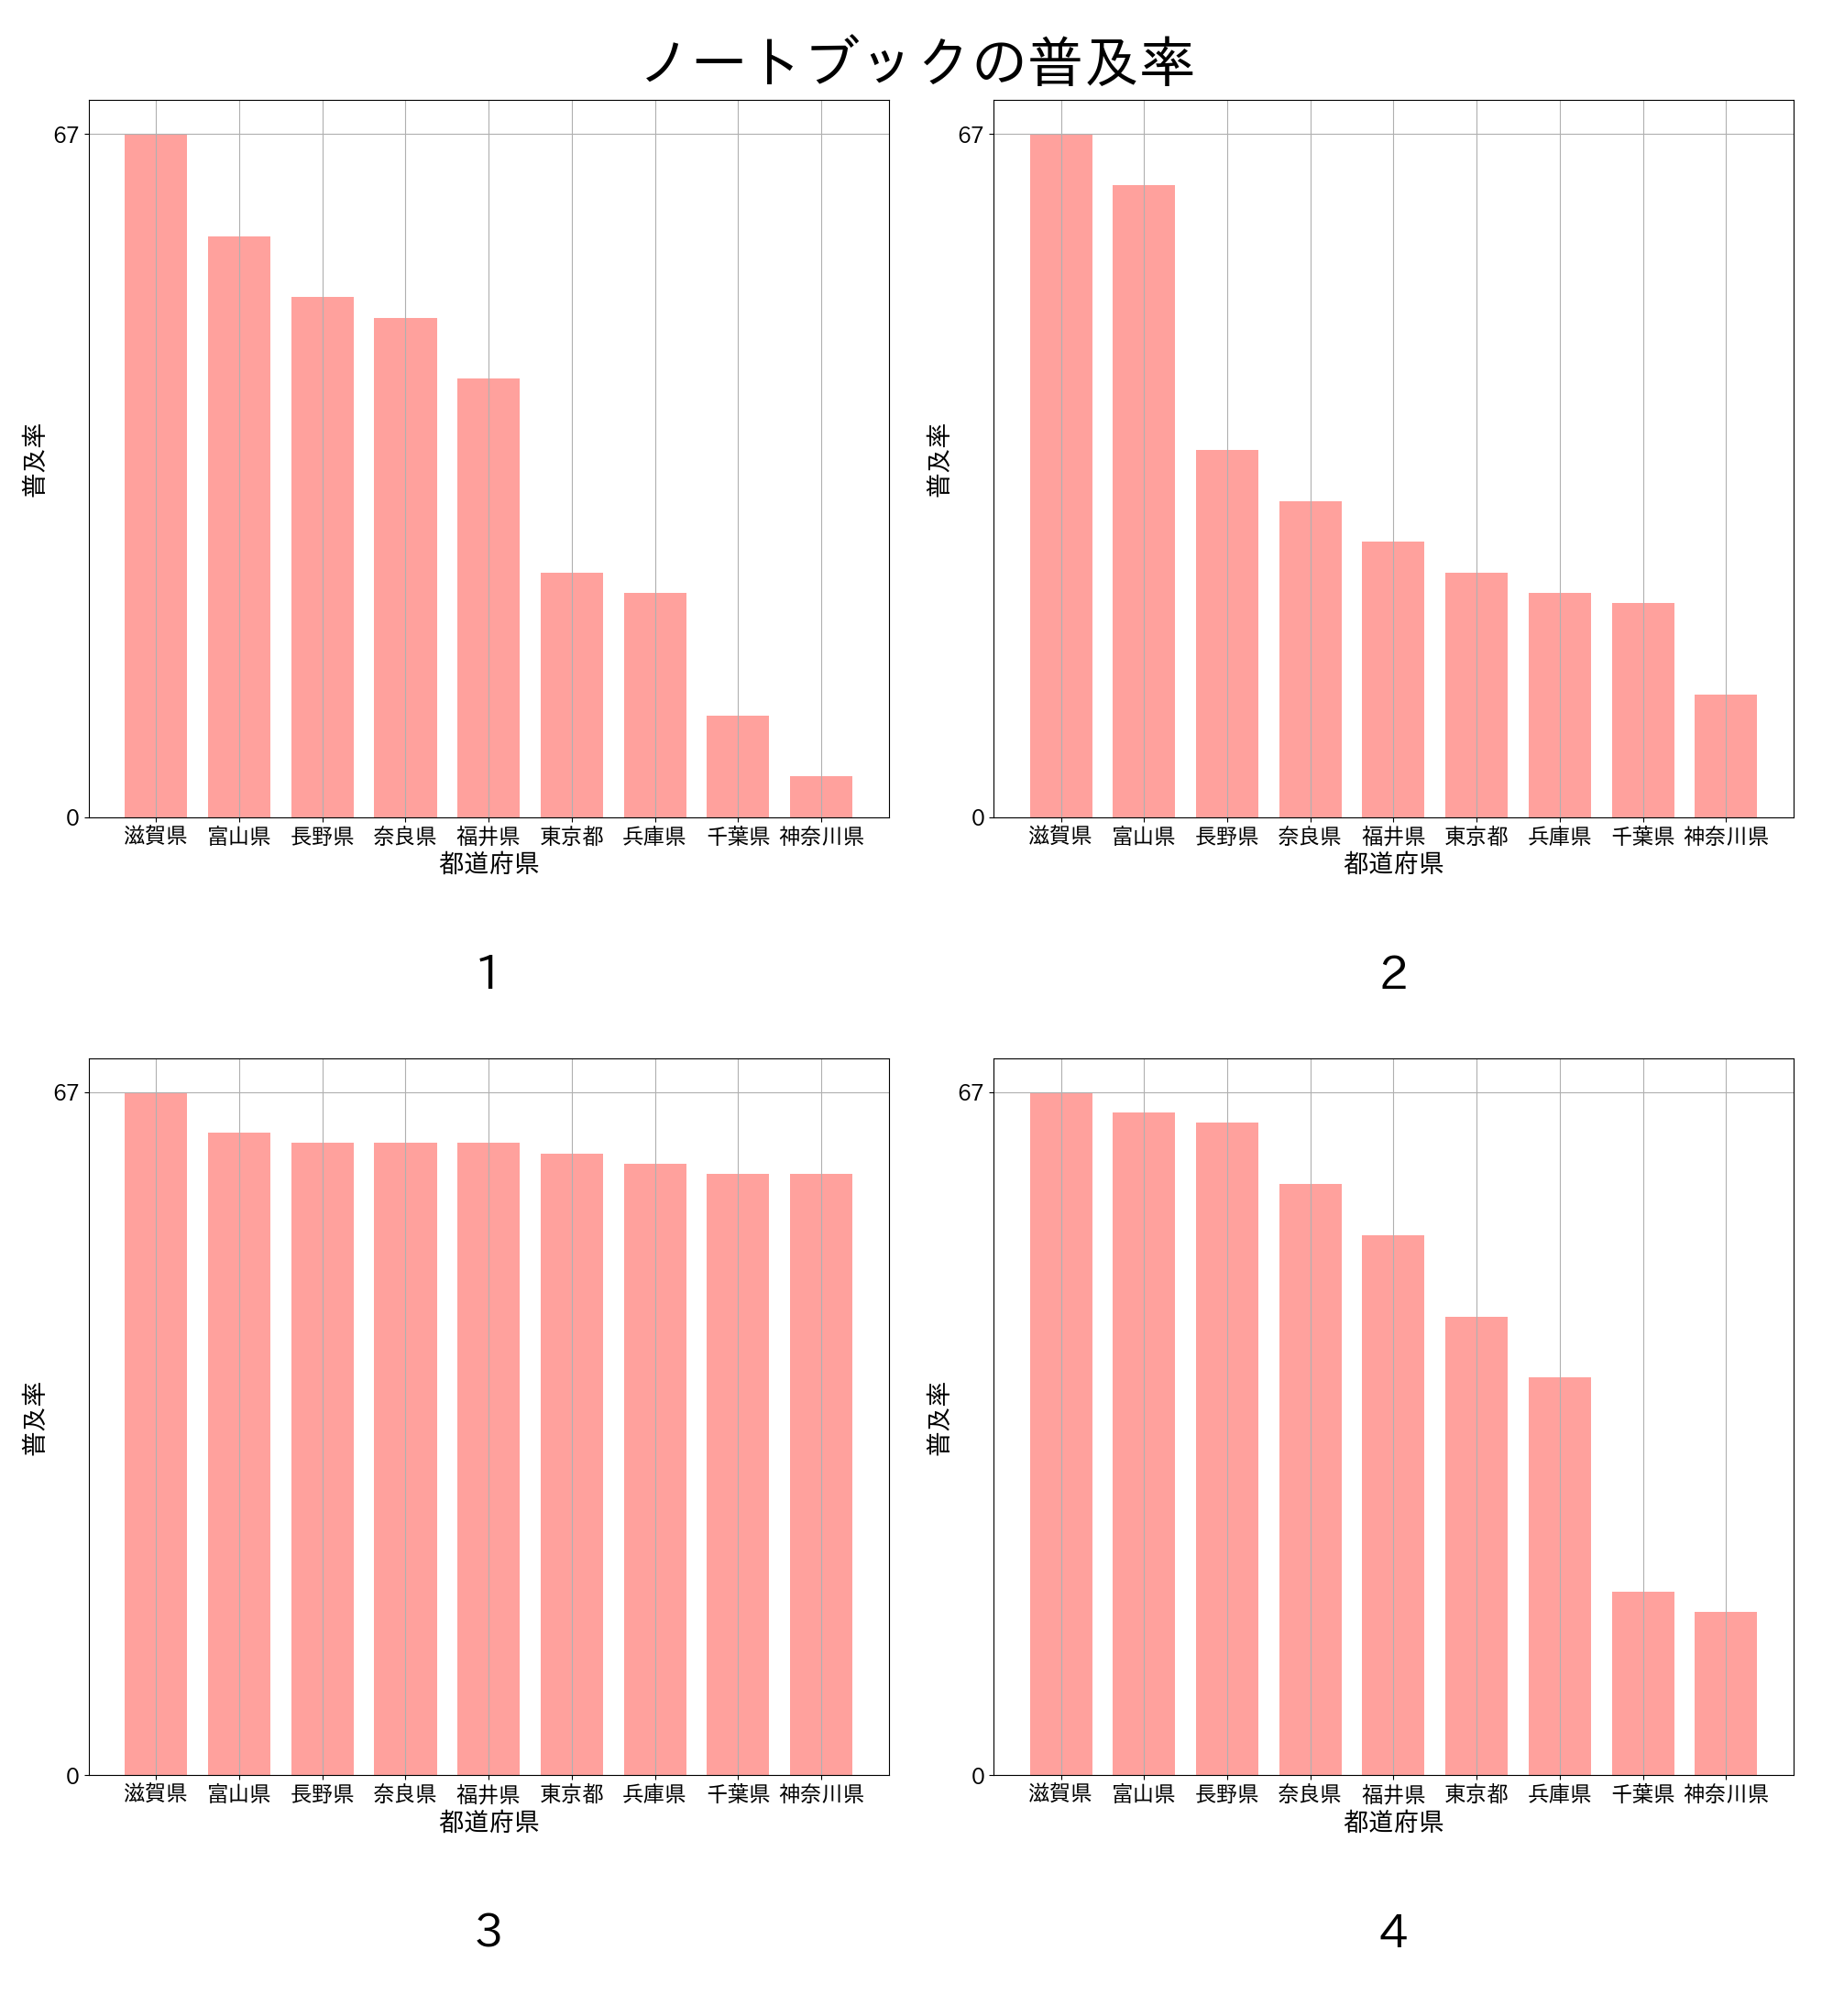 ノートブックの普及率
67
0
普及率
滋賀県 富山県 長野県 奈良県 福井県 東京都 兵庫県 千葉県 神奈川県
都道府県
1
67
0
普及率
滋賀県 富山県 長野県 奈良県 福井県 東京都 兵庫県 千葉県 神奈川県
都道府県
2
67
0
普及率
滋賀県 富山県 長野県 奈良県 福井県 東京都 兵庫県 千葉県 神奈川県
都道府県
3
67
0
普及率
滋賀県 富山県 長野県 奈良県 福井県 東京都 兵庫県 千葉県 神奈川県
都道府県
4